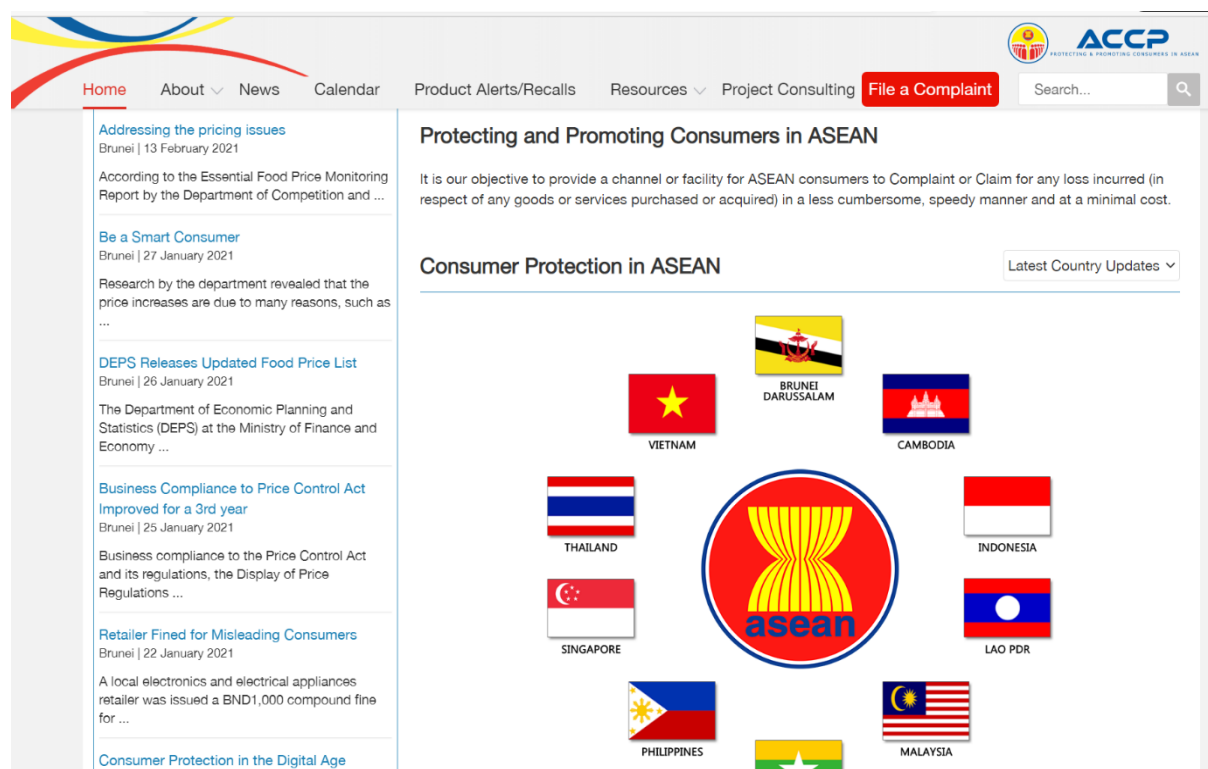 ACCP
PROTECTING & PROMOTING CONSUMERS IN ASEAN
Home About News Calendar Product Alerts/Recalls Resources Project Consulting File a Complaint Search...
Addressing the pricing issues
Brunei | 13 February 2021
According to the Essential Food Price Monitoring
Report by the Department of Competition and ...
Be a Smart Consumer
Brunei | 27 January 2021
Research by the department revealed that the
price increases are due to many reasons, such as
...
DEPS Releases Updated Food Price List
Brunei | 26 January 2021
The Department of Economic Planning and
Statistics (DEPS) at the Ministry of Finance and
Economy ...
Business Compliance to Price Control Act
Improved for a 3rd year
Brunei | 25 January 2021
Business compliance to the Price Control Act
and its regulations, the Display of Price
Regulations ...
Retailer Fined for Misleading Consumers
Brunei | 22 January 2021
A local electronics and electrical appliances
retailer was issued a BND1,000 compound fine
for ...
Consumer Protection in the Digital Age
Protecting and Promoting Consumers in ASEAN
It is our objective to provide a channel or facility for ASEAN consumers to Complaint or Claim for any loss incurred (in
respect of any goods or services purchased or acquired) in a less cumbersome, speedy manner and at a minimal cost.
Consumer Protection in ASEAN
Latest Country Updates
BRUNEI
DARUSSALAM
VIETNAM
CAMBODIA
THAILAND
INDONESIA
asean
SINGAPORE
LAO PDR
PHILIPPINES
MALAYSIA